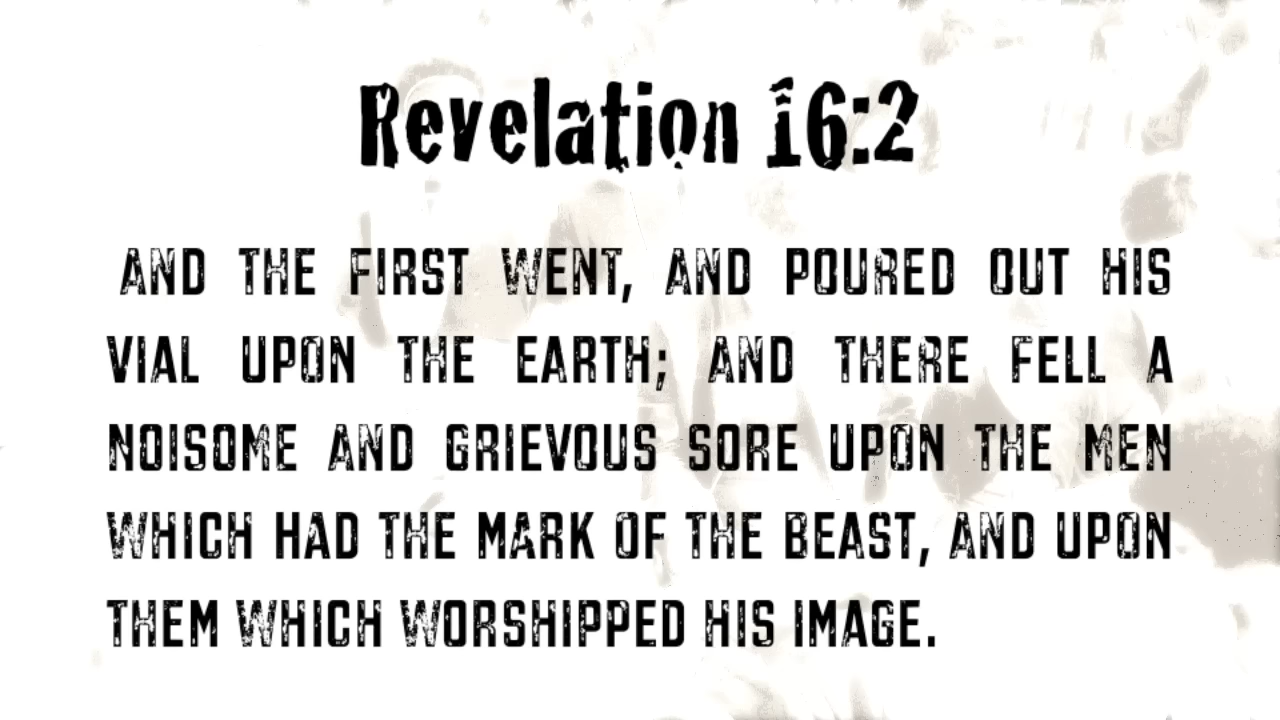 Revelation 16:2
AND THE FIRST WENT, AND POURED OUT HIS
VIAL UPON THE EARTH; AND THERE FELL A
NOISOME AND GRIEVOUS SORE UPON THE MEN
WHICH HAD THE MARK OF THE BEAST, AND UPON
THEM WHICH WORSHIPPED HIS IMAGE.